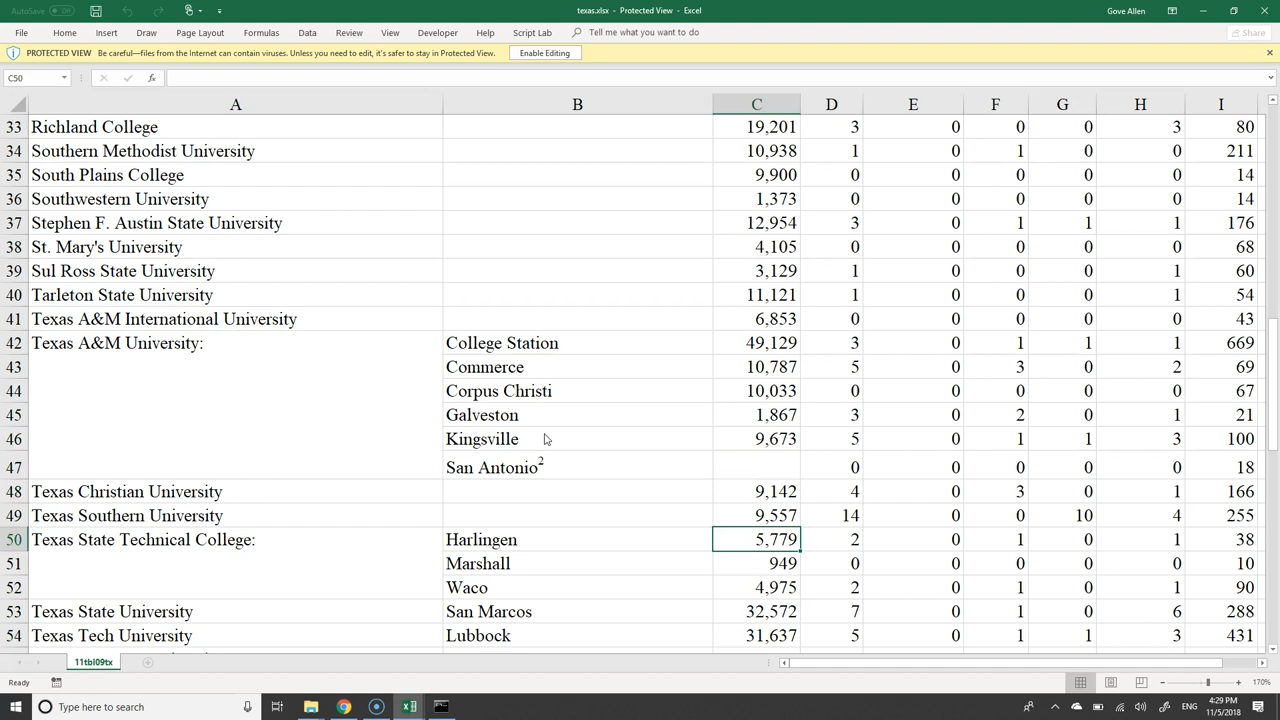 AutoSave Off texas.xlsx - Protected View - Excel Gove Allen
File Home Insert Draw Page Layout Formulas Data Review View Developer Help Script Lab Tell me what you want to do Share
PROTECTED VIEW Be careful—files from the Internet can contain viruses. Unless you need to edit, it's safer to stay in Protected View. Enable Editing
C50 fx
A B C D E F G H I
33 Richland College 19,201 3 0 0 0 3 80
34 Southern Methodist University 10,938 1 0 1 0 0 211
35 South Plains College 9,900 0 0 0 0 0 14
36 Southwestern University 1,373 0 0 0 0 0 14
37 Stephen F. Austin State University 12,954 3 0 1 1 1 176
38 St. Mary's University 4,105 0 0 0 0 0 68
39 Sul Ross State University 3,129 1 0 0 0 1 60
40 Tarleton State University 11,121 1 0 0 0 1 54
41 Texas A&M International University 6,853 0 0 0 0 0 43
42 Texas A&M University: College Station 49,129 3 0 1 1 1 669
43 Commerce 10,787 5 0 3 0 2 69
44 Corpus Christi 10,033 0 0 0 0 0 67
45 Galveston 1,867 3 0 2 0 1 21
46 Kingsville 9,673 5 0 1 1 3 100
47 San Antonio2 0 0 0 0 0 18
48 Texas Christian University 9,142 4 0 3 0 1 166
49 Texas Southern University 9,557 14 0 0 10 4 255
50 Texas State Technical College: Harlingen 5,779 2 0 1 0 1 38
51 Marshall 949 0 0 0 0 0 10
52 Waco 4,975 2 0 1 0 1 90
53 Texas State University San Marcos 32,572 7 0 1 0 6 288
54 Texas Tech University Lubbock 31,637 5 0 1 1 3 431
11tbl09tx
Ready 170%
Type here to search ENG 4:29 PM
11/5/2018